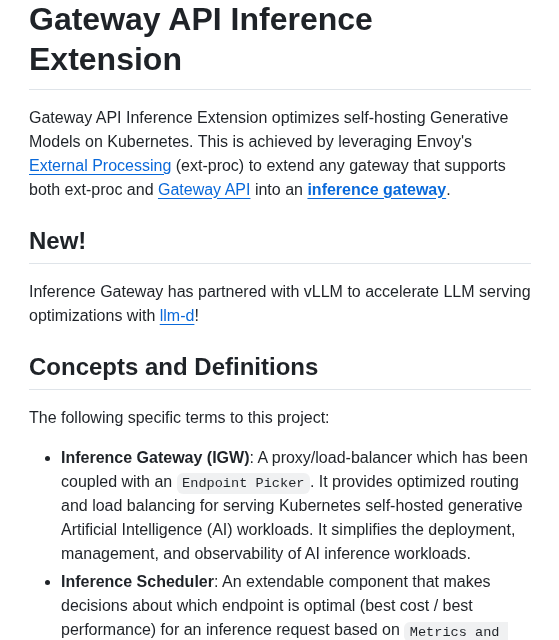 Gateway API Inference
Extension
Gateway API Inference Extension optimizes self-hosting Generative
Models on Kubernetes. This is achieved by leveraging Envoy's
External Processing (ext-proc) to extend any gateway that supports
both ext-proc and Gateway API into an inference gateway.
New!
Inference Gateway has partnered with vLLM to accelerate LLM serving
optimizations with llm-d!
Concepts and Definitions
The following specific terms to this project:
• Inference Gateway (IGW): A proxy/load-balancer which has been
coupled with an Endpoint Picker. It provides optimized routing
and load balancing for serving Kubernetes self-hosted generative
Artificial Intelligence (AI) workloads. It simplifies the deployment,
management, and observability of AI inference workloads.
• Inference Scheduler: An extendable component that makes
decisions about which endpoint is optimal (best cost / best
performance) for an inference request based on Metrics and